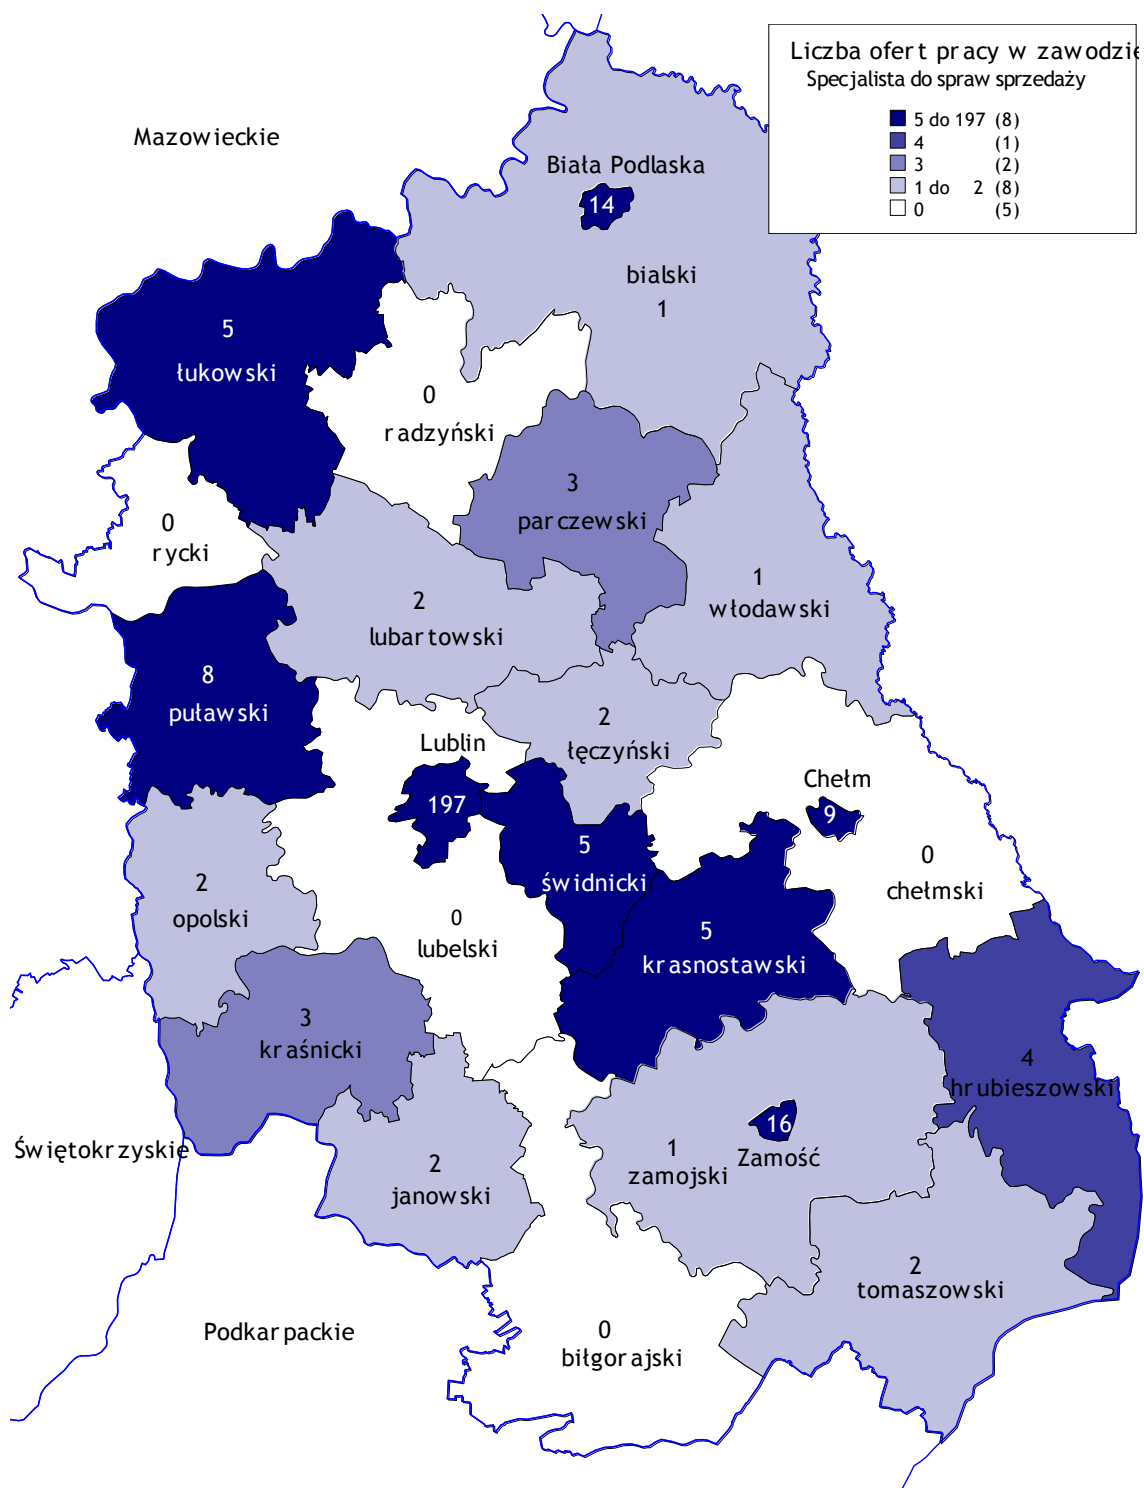 Liczba ofert pracy w zawodzie
Specjalista do spraw sprzedaży
5 do 197 (8)
4 (1)
3 (2)
1 do 2 (8)
0 (5)
Mazowieckie
Biała Podlaska
14
bialski
1
5
łukowski
0
radzyński
3
parczewski
0
rycki
1
włodawski
2
lubartowski
8
puławski
2
łęczyński
Lublin
197
Chełm
9
5
świdnicki
0
chełmski
2
opolski
0
lubelski
5
krasnostawski
3
kraśnicki
4
hrubieszowski
16
Zamość
1
zamojski
Świętokrzyskie
2
janowski
2
tomaszowski
Podkarpackie
0
biłgorajski